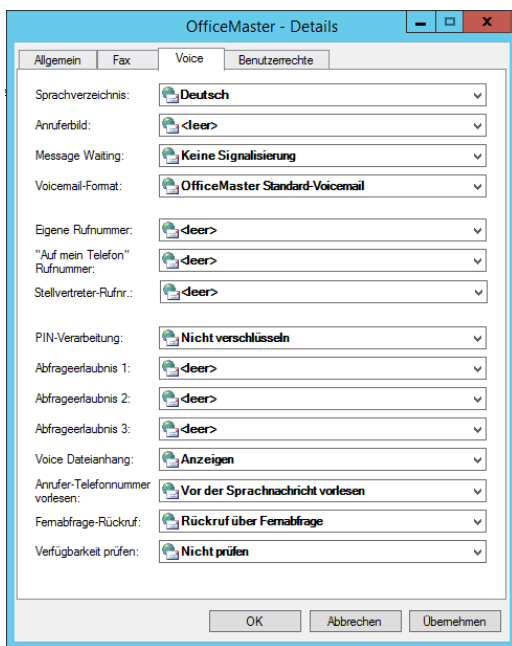 OfficeMaster - Details
Allgemein Fax Voice Benutzerrechte
Sprachverzeichnis: Deutsch
Anruferbild: <leer>
Message Waiting: Keine Signalisierung
Voicemail-Format: OfficeMaster Standard-Voicemail
Eigene Rufnummer: <leer>
"Auf mein Telefon"
Rufnummer: <leer>
Stellvertreter-Rufnr.: <leer>
PIN-Verarbeitung: Nicht verschlüsseln
Abfrageerlaubnis 1: <leer>
Abfrageerlaubnis 2: <leer>
Abfrageerlaubnis 3: <leer>
Voice Dateianhang: Anzeigen
Anrufer-Telefonnummer
vorlesen: Vor der Sprachnachricht vorlesen
Fernabfrage-Rückruf: Rückruf über Fernabfrage
Verfügbarkeit prüfen: Nicht prüfen
OK Abbrechen Übernehmen